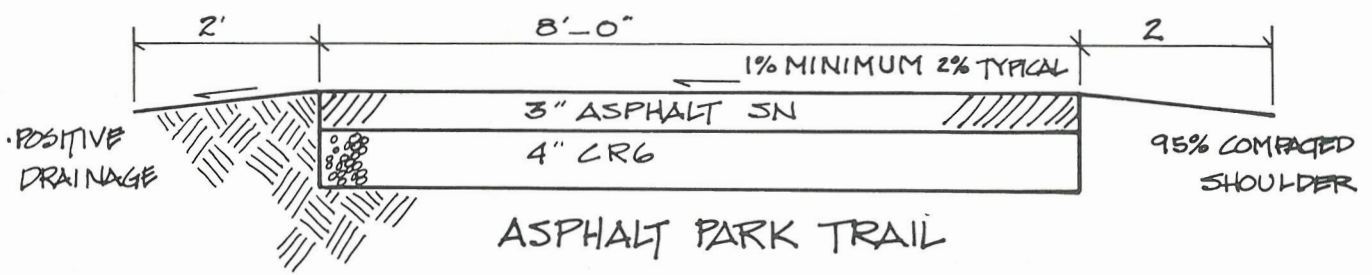 2' 8'-0" 2
1% MINIMUM 2% TYPICAL
3" ASPHALT SN
4" CR6
·POSITIVE
DRAINAGE
95% COMPACTED
SHOULDER
ASPHALT PARK TRAIL